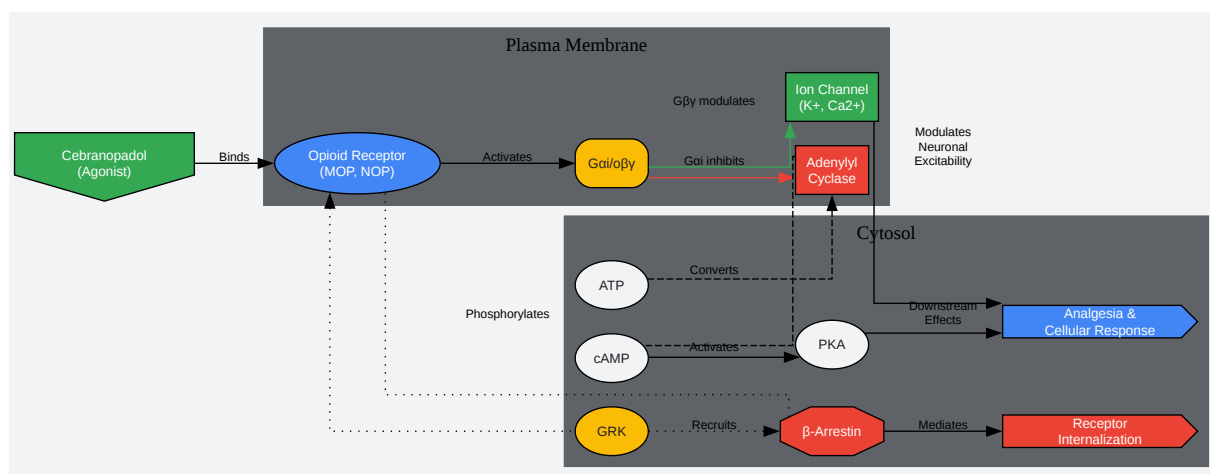 Plasma Membrane
Gβγ modulates
Ion Channel
(K+, Ca2+)
Modulates
Neuronal
Excitability
Cebranopadol
(Agonist)
Binds
Opioid Receptor
(MOP, NOP)
Activates
Gαi/oβγ
Gαi inhibits
Adenylyl
Cyclase
Cytosol
ATP
Converts
Phosphorylates
Downstream
Effects
Analgesia &
Cellular Response
cAMP
Activates
PKA
GRK
Recruits
β-Arrestin
Mediates
Receptor
Internalization